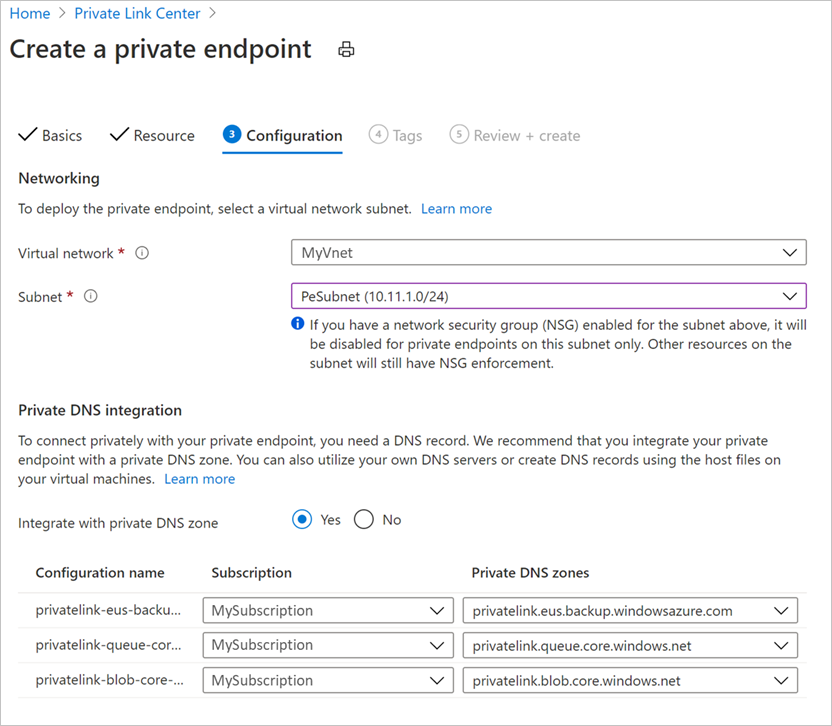 Home > Private Link Center >
Create a private endpoint
Basics Resource 3 Configuration 4 Tags 5 Review + create
Networking
To deploy the private endpoint, select a virtual network subnet. Learn more
Virtual network * MyVnet
Subnet * PeSubnet (10.11.1.0/24)
If you have a network security group (NSG) enabled for the subnet above, it will
be disabled for private endpoints on this subnet only. Other resources on the
subnet will still have NSG enforcement.
Private DNS integration
To connect privately with your private endpoint, you need a DNS record. We recommend that you integrate your private
endpoint with a private DNS zone. You can also utilize your own DNS servers or create DNS records using the host files on
your virtual machines. Learn more
Integrate with private DNS zone Yes No
Configuration name Subscription Private DNS zones
privatelink-eus-backu... MySubscription privatelink.eus.backup.windowsazure.com
privatelink-queue-cor... MySubscription privatelink.queue.core.windows.net
privatelink-blob-core-... MySubscription privatelink.blob.core.windows.net